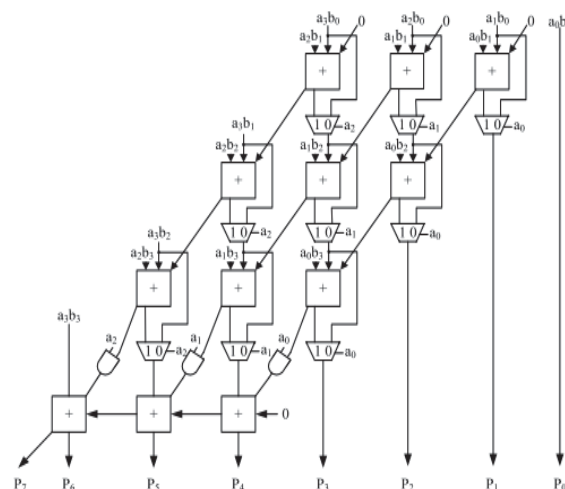 a₃b₀ 0 a₂b₀ 0 a₁b₀ 0 a₀b
a₂b₁ a₁b₁ a₀b₁
+ + +
1 0 a₂ 1 0 a₁ 1 0 a₀
a₃b₁
a₂b₂ a₁b₂ a₀b₂
+ + +
1 0 a₂ 1 0 a₁ 1 0 a₀
a₃b₂
a₂b₃ a₁b₃ a₀b₃
+ + +
a₃b₃ a₂ a₁ a₀
1 0 a₂ 1 0 a₁ 1 0 a₀
+ + + 0
P₇ P₆ P₅ P₄ P₃ P₂ P₁ P₀